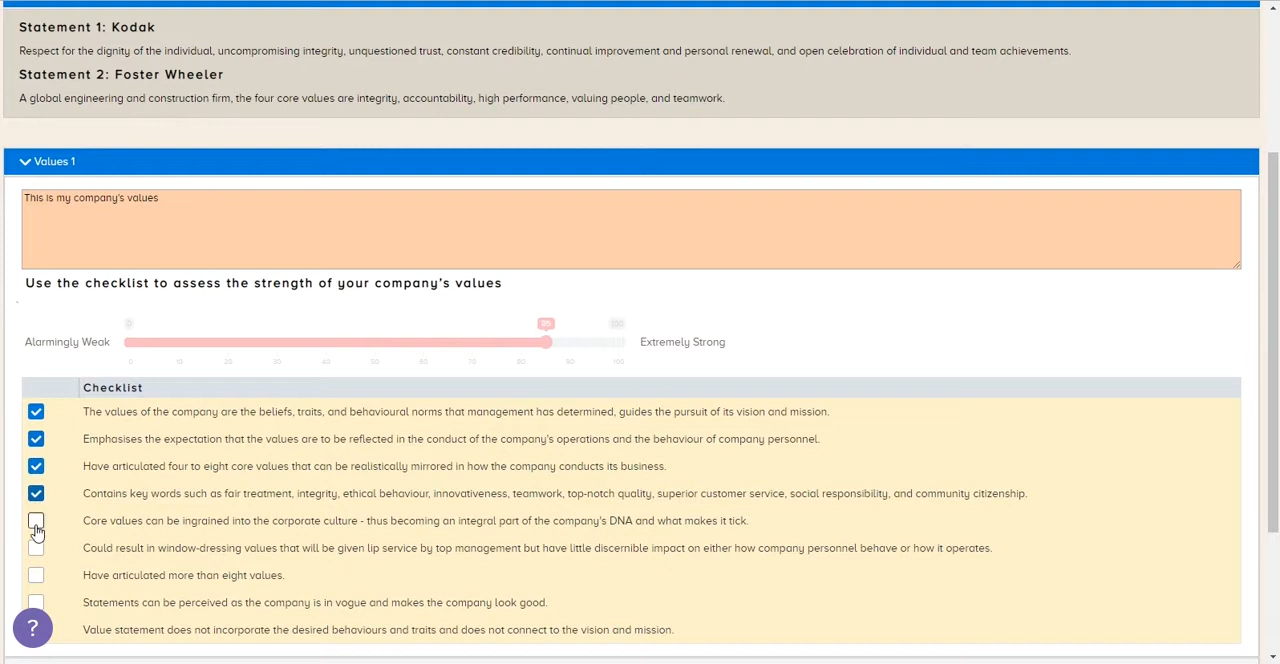 Statement 1: Kodak
Respect for the dignity of the individual, uncompromising integrity, unquestioned trust, constant credibility, continual improvement and personal renewal, and open celebration of individual and team achievements.
Statement 2: Foster Wheeler
A global engineering and construction firm, the four core values are integrity, accountability, high performance, valuing people, and teamwork.
Values 1
This is my company's values
Use the checklist to assess the strength of your company's values
0 100
Alarmingly Weak Extremely Strong
0 10 20 30 40 50 60 70 80 90 100
Checklist
The values of the company are the beliefs, traits, and behavioural norms that management has determined, guides the pursuit of its vision and mission.
Emphasises the expectation that the values are to be reflected in the conduct of the company's operations and the behaviour of company personnel.
Have articulated four to eight core values that can be realistically mirrored in how the company conducts its business.
Contains key words such as fair treatment, integrity, ethical behaviour, innovativeness, teamwork, top-notch quality, superior customer service, social responsibility, and community citizenship.
Core values can be ingrained into the corporate culture - thus becoming an integral part of the company's DNA and what makes it tick.
Could result in window-dressing values that will be given lip service by top management but have little discernible impact on either how company personnel behave or how it operates.
Have articulated more than eight values.
Statements can be perceived as the company is in vogue and makes the company look good.
Value statement does not incorporate the desired behaviours and traits and does not connect to the vision and mission.
?